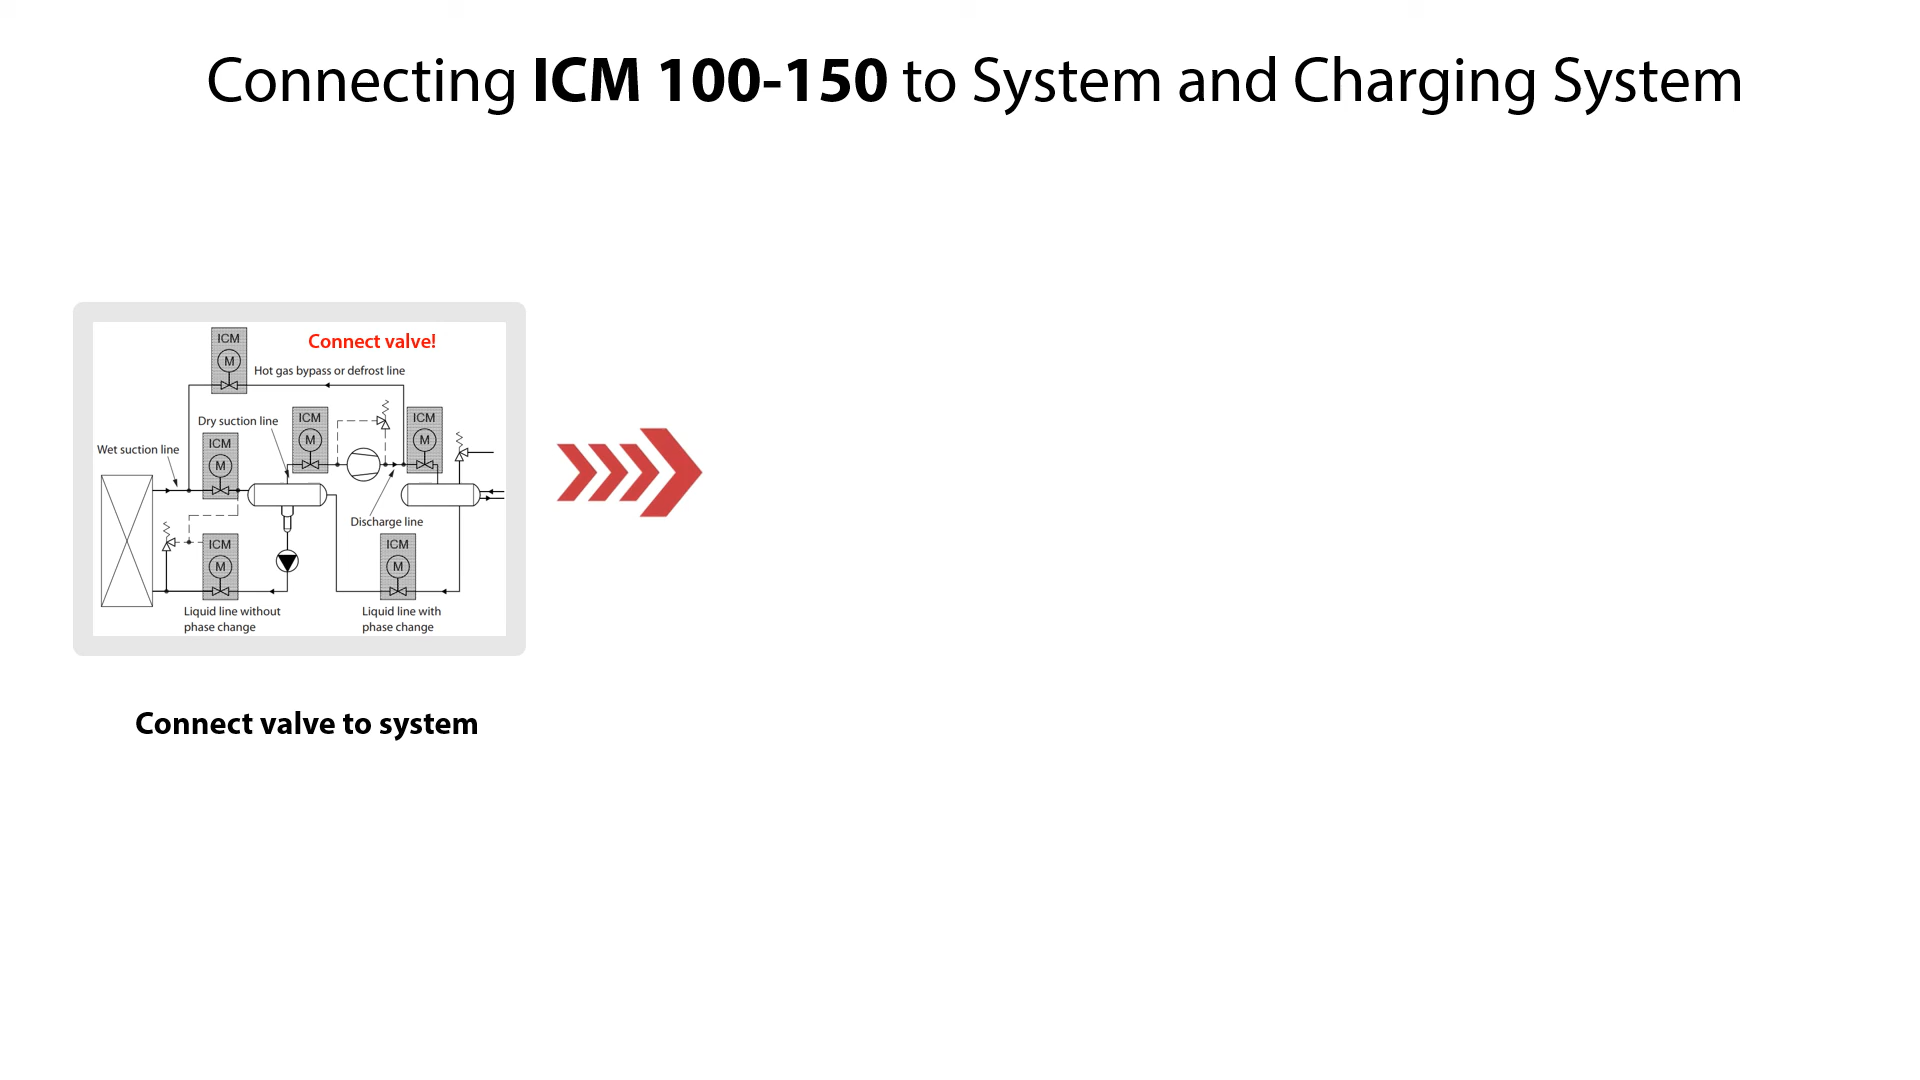 Connecting ICM 100-150 to System and Charging System
ICM
M
Connect valve!
Hot gas bypass or defrost line
Dry suction line
ICM
M
ICM
M
Wet suction line
ICM
M
Discharge line
ICM
M
ICM
M
Liquid line without
phase change
Liquid line with
phase change
Connect valve to system